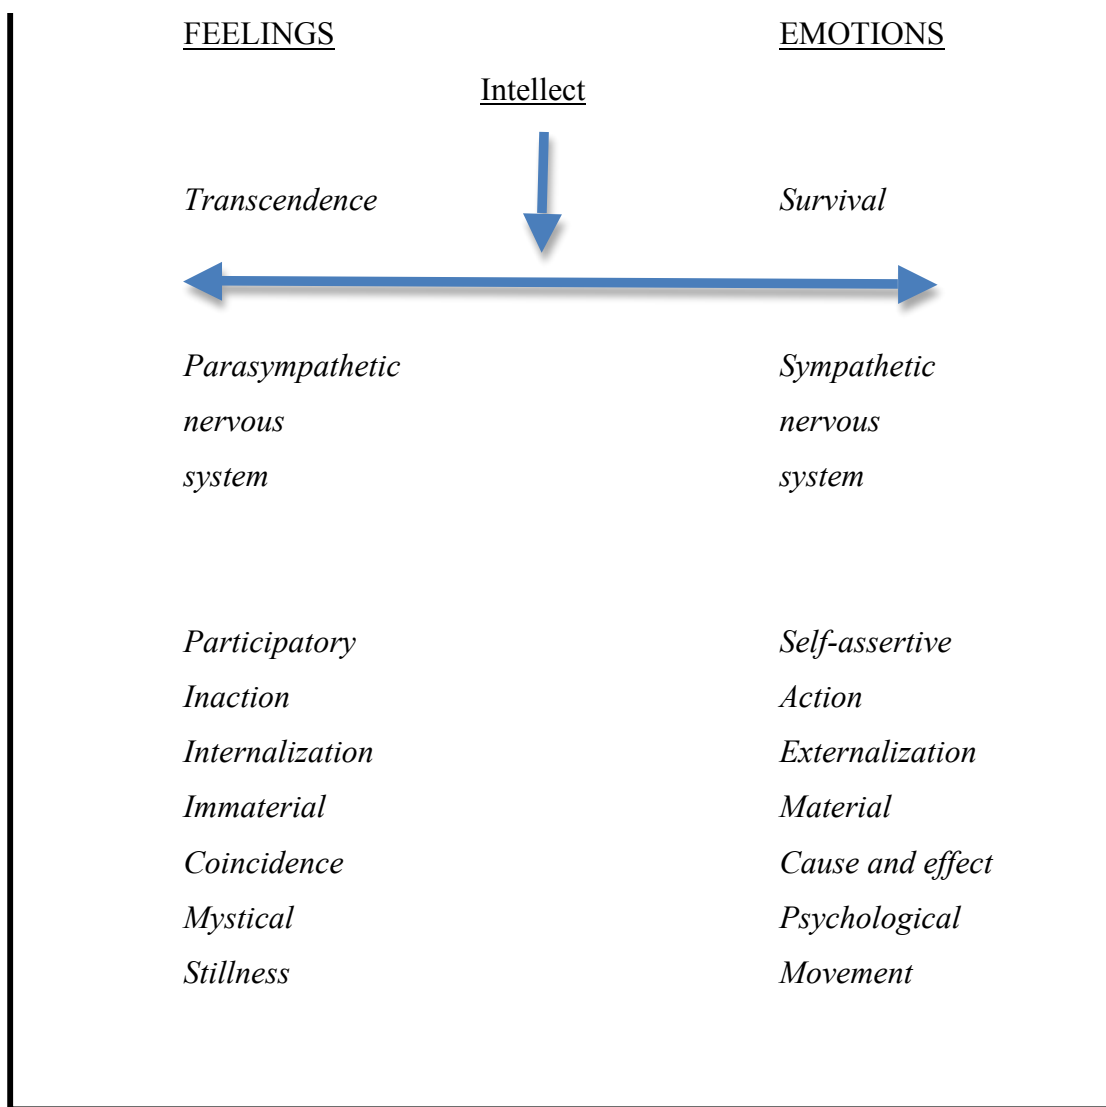 FEELINGS EMOTIONS
Intellect
Transcendence Survival
Parasympathetic Sympathetic
nervous nervous
system system
Participatory Self-assertive
Inaction Action
Internalization Externalization
Immaterial Material
Coincidence Cause and effect
Mystical Psychological
Stillness Movement